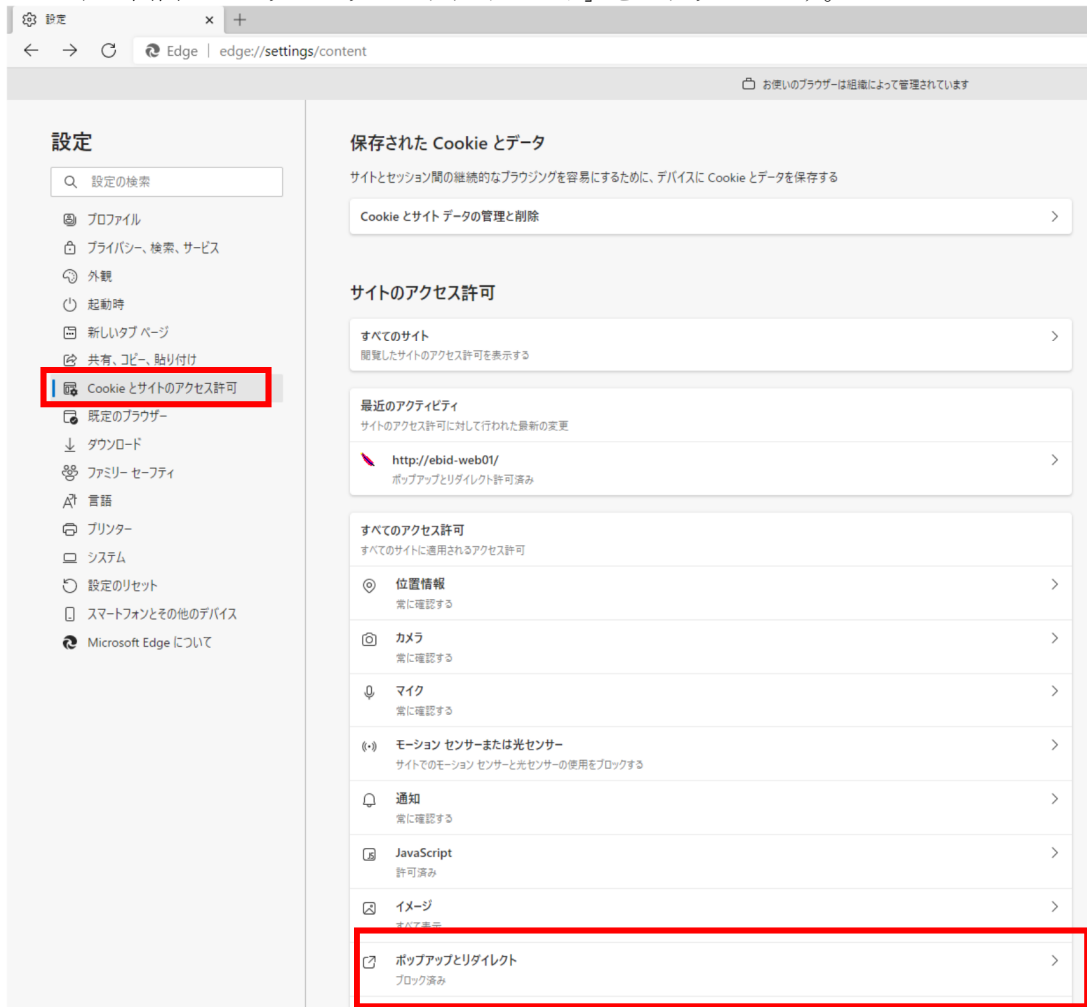 設定
Edge | edge://settings/content
お使いのブラウザーは組織によって管理されています
設定
設定の検索
プロファイル
プライバシー、検索、サービス
外観
起動時
新しいタブ ページ
共有、コピー、貼り付け
Cookie とサイトのアクセス許可
既定のブラウザー
ダウンロード
ファミリー セーフティ
言語
プリンター
システム
設定のリセット
スマートフォンとその他のデバイス
Microsoft Edge について
保存された Cookie とデータ
サイトとセッション間の継続的なブラウジングを容易にするために、デバイスに Cookie とデータを保存する
Cookie とサイト データの管理と削除
サイトのアクセス許可
すべてのサイト
閲覧したサイトのアクセス許可を表示する
最近のアクティビティ
サイトのアクセス許可に対して行われた最新の変更
http://ebid-web01/
ポップアップとリダイレクト許可済み
すべてのアクセス許可
すべてのサイトに適用されるアクセス許可
位置情報
常に確認する
カメラ
常に確認する
マイク
常に確認する
モーション センサーまたは光センサー
サイトでのモーション センサーと光センサーの使用をブロックする
通知
常に確認する
JavaScript
許可済み
イメージ
すべて表示
ポップアップとリダイレクト
ブロック済み